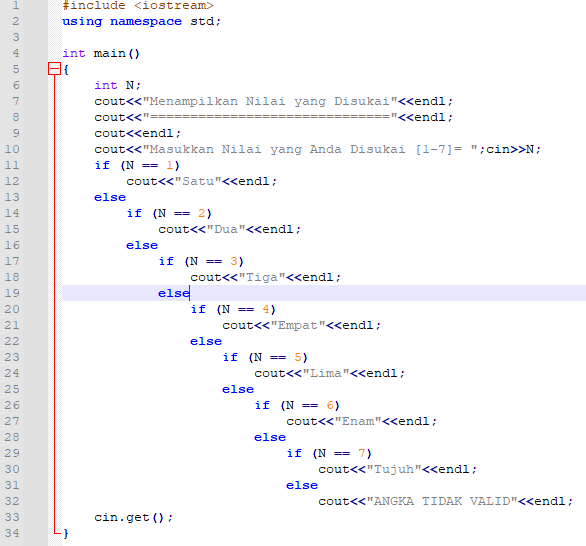 1 #include <iostream>
2 using namespace std;
3
4 int main()
5 {
6 int N;
7 cout<<"Menampilkan Nilai yang Disukai"<<endl;
8 cout<<"=============================="<<endl;
9 cout<<endl;
10 cout<<"Masukkan Nilai yang Anda Disukai [1-7]= ";cin>>N;
11 if (N == 1)
12 cout<<"Satu"<<endl;
13 else
14 if (N == 2)
15 cout<<"Dua"<<endl;
16 else
17 if (N == 3)
18 cout<<"Tiga"<<endl;
19 else
20 if (N == 4)
21 cout<<"Empat"<<endl;
22 else
23 if (N == 5)
24 cout<<"Lima"<<endl;
25 else
26 if (N == 6)
27 cout<<"Enam"<<endl;
28 else
29 if (N == 7)
30 cout<<"Tujuh"<<endl;
31 else
32 cout<<"ANGKA TIDAK VALID"<<endl;
33 cin.get();
34 }